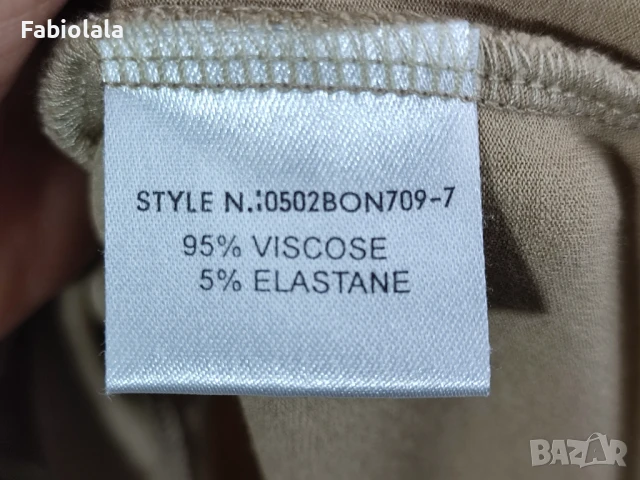 Fabiolala
STYLE N.:0502BON709-7
95% VISCOSE
5% ELASTANE
BAZAR